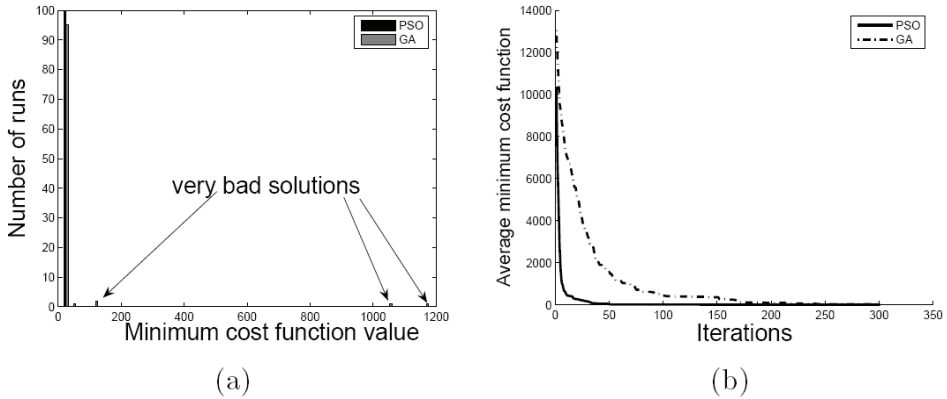 Number of runs
100
90
80
70
60
50
40
30
20
10
0
PSO
GA
very bad solutions
0 200 400 600 800 1000 1200
Minimum cost function value
(a)
Average minimum cost function
14000
12000
10000
8000
6000
4000
2000
0
PSO
GA
0 50 100 150 200 250 300 350
Iterations
(b)